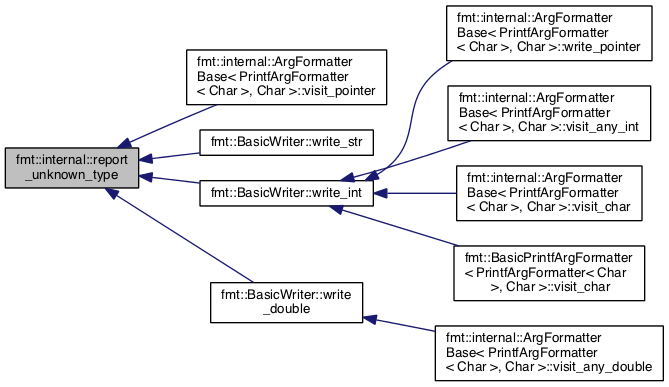 fmt::internal::ArgFormatter
Base< PrintfArgFormatter
< Char >, Char >::write_pointer
fmt::internal::ArgFormatter
Base< PrintfArgFormatter
< Char >, Char >::visit_pointer
fmt::internal::ArgFormatter
Base< PrintfArgFormatter
< Char >, Char >::visit_any_int
fmt::BasicWriter::write_str
fmt::internal::report
_unknown_type
fmt::BasicWriter::write_int
fmt::internal::ArgFormatter
Base< PrintfArgFormatter
< Char >, Char >::visit_char
fmt::BasicPrintfArgFormatter
< PrintfArgFormatter< Char
>, Char >::visit_char
fmt::BasicWriter::write
_double
fmt::internal::ArgFormatter
Base< PrintfArgFormatter
< Char >, Char >::visit_any_double